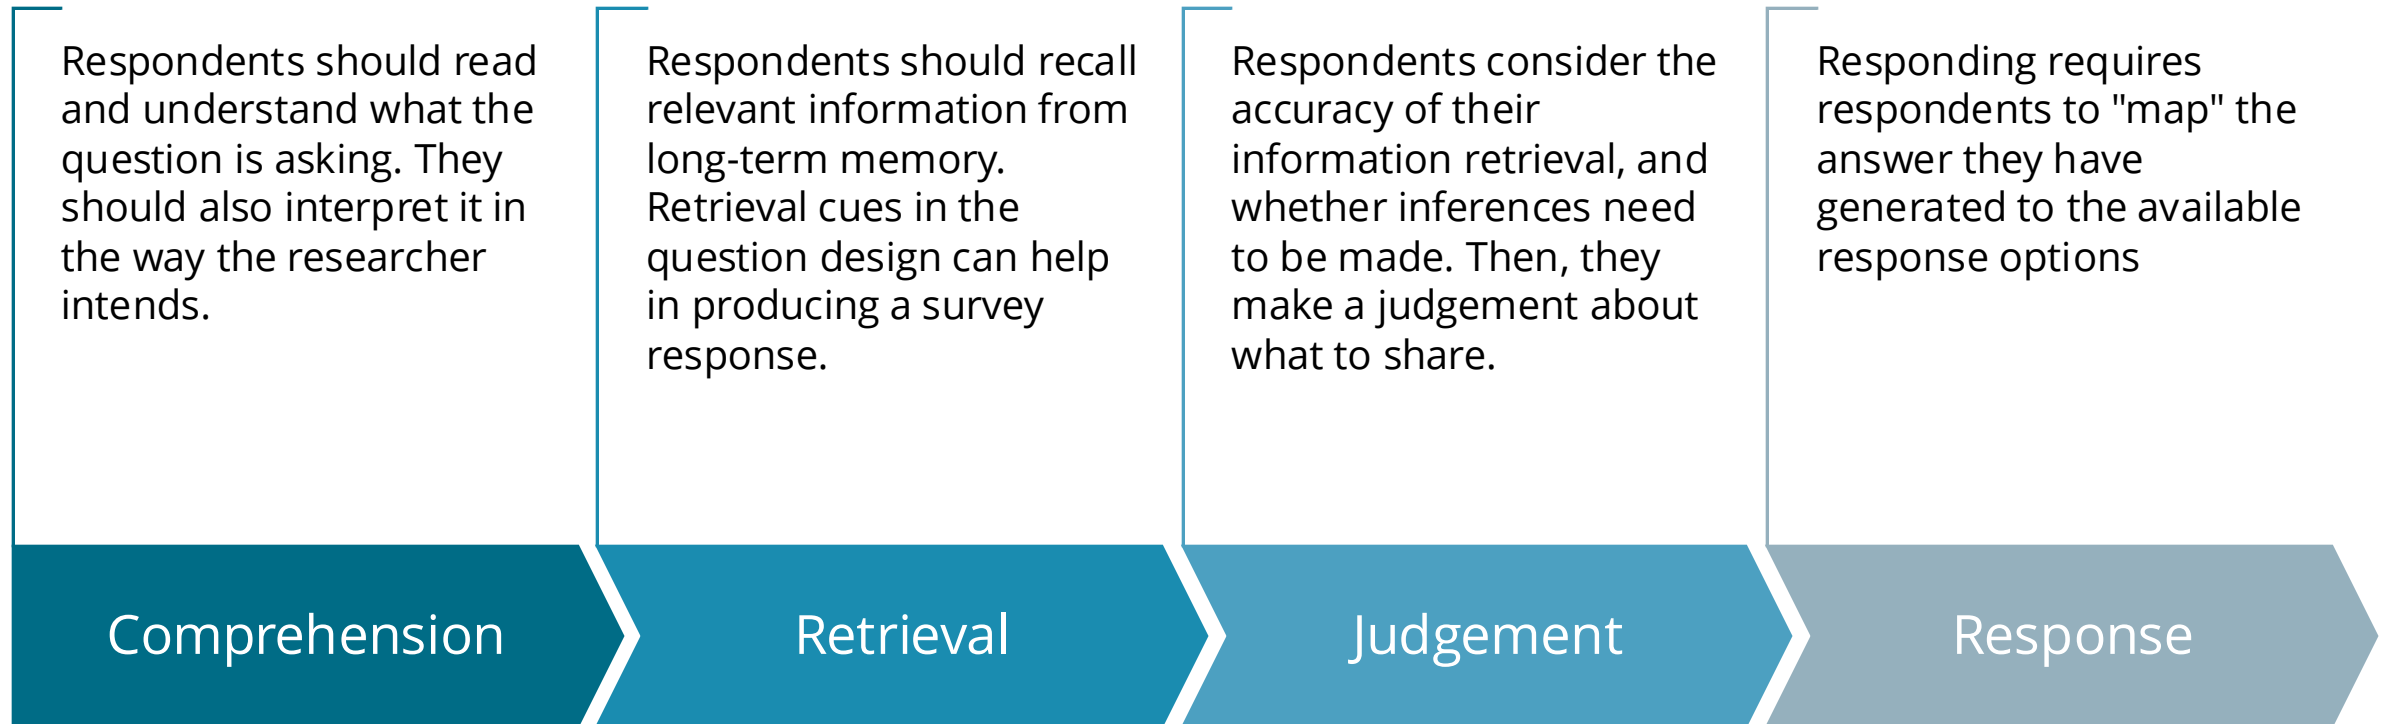 Respondents should read
and understand what the
question is asking. They
should also interpret it in
the way the researcher
intends.
Comprehension
Respondents should recall
relevant information from
long-term memory.
Retrieval cues in the
question design can help
in producing a survey
response.
Retrieval
Respondents consider the
accuracy of their
information retrieval, and
whether inferences need
to be made. Then, they
make a judgement about
what to share.
Judgement
Responding requires
respondents to "map" the
answer they have
generated to the available
response options
Response